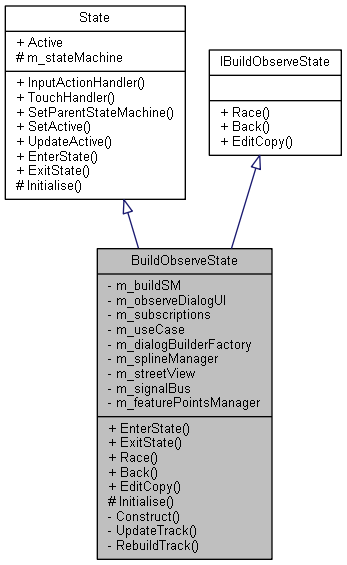 State
+ Active
# m_stateMachine
+ InputActionHandler()
+ TouchHandler()
+ SetParentStateMachine()
+ SetActive()
+ UpdateActive()
+ EnterState()
+ ExitState()
# Initialise()
IBuildObserveState
+ Race()
+ Back()
+ EditCopy()
BuildObserveState
- m_buildSM
- m_observeDialogUI
- m_subscriptions
- m_useCase
- m_dialogBuilderFactory
- m_splineManager
- m_streetView
- m_signalBus
- m_featurePointsManager
+ EnterState()
+ ExitState()
+ Race()
+ Back()
+ EditCopy()
# Initialise()
- Construct()
- UpdateTrack()
- RebuildTrack()